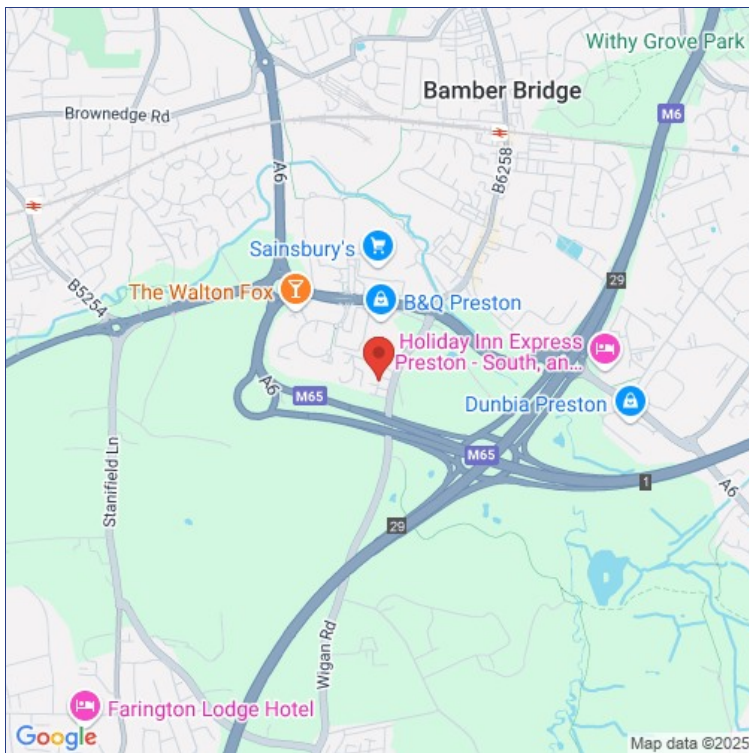 Withy Grove Park
Bamber Bridge
Brownedge Rd
M6
A6
B6258
Sainsbury's
B5254
The Walton Fox
29
B&Q Preston
Holiday Inn Express
Preston - South, an...
A6
M65
Dunbia Preston
Stanifield Ln
M65
1
A6
29
Wigan Rd
Farington Lodge Hotel
Google
Map data ©2025